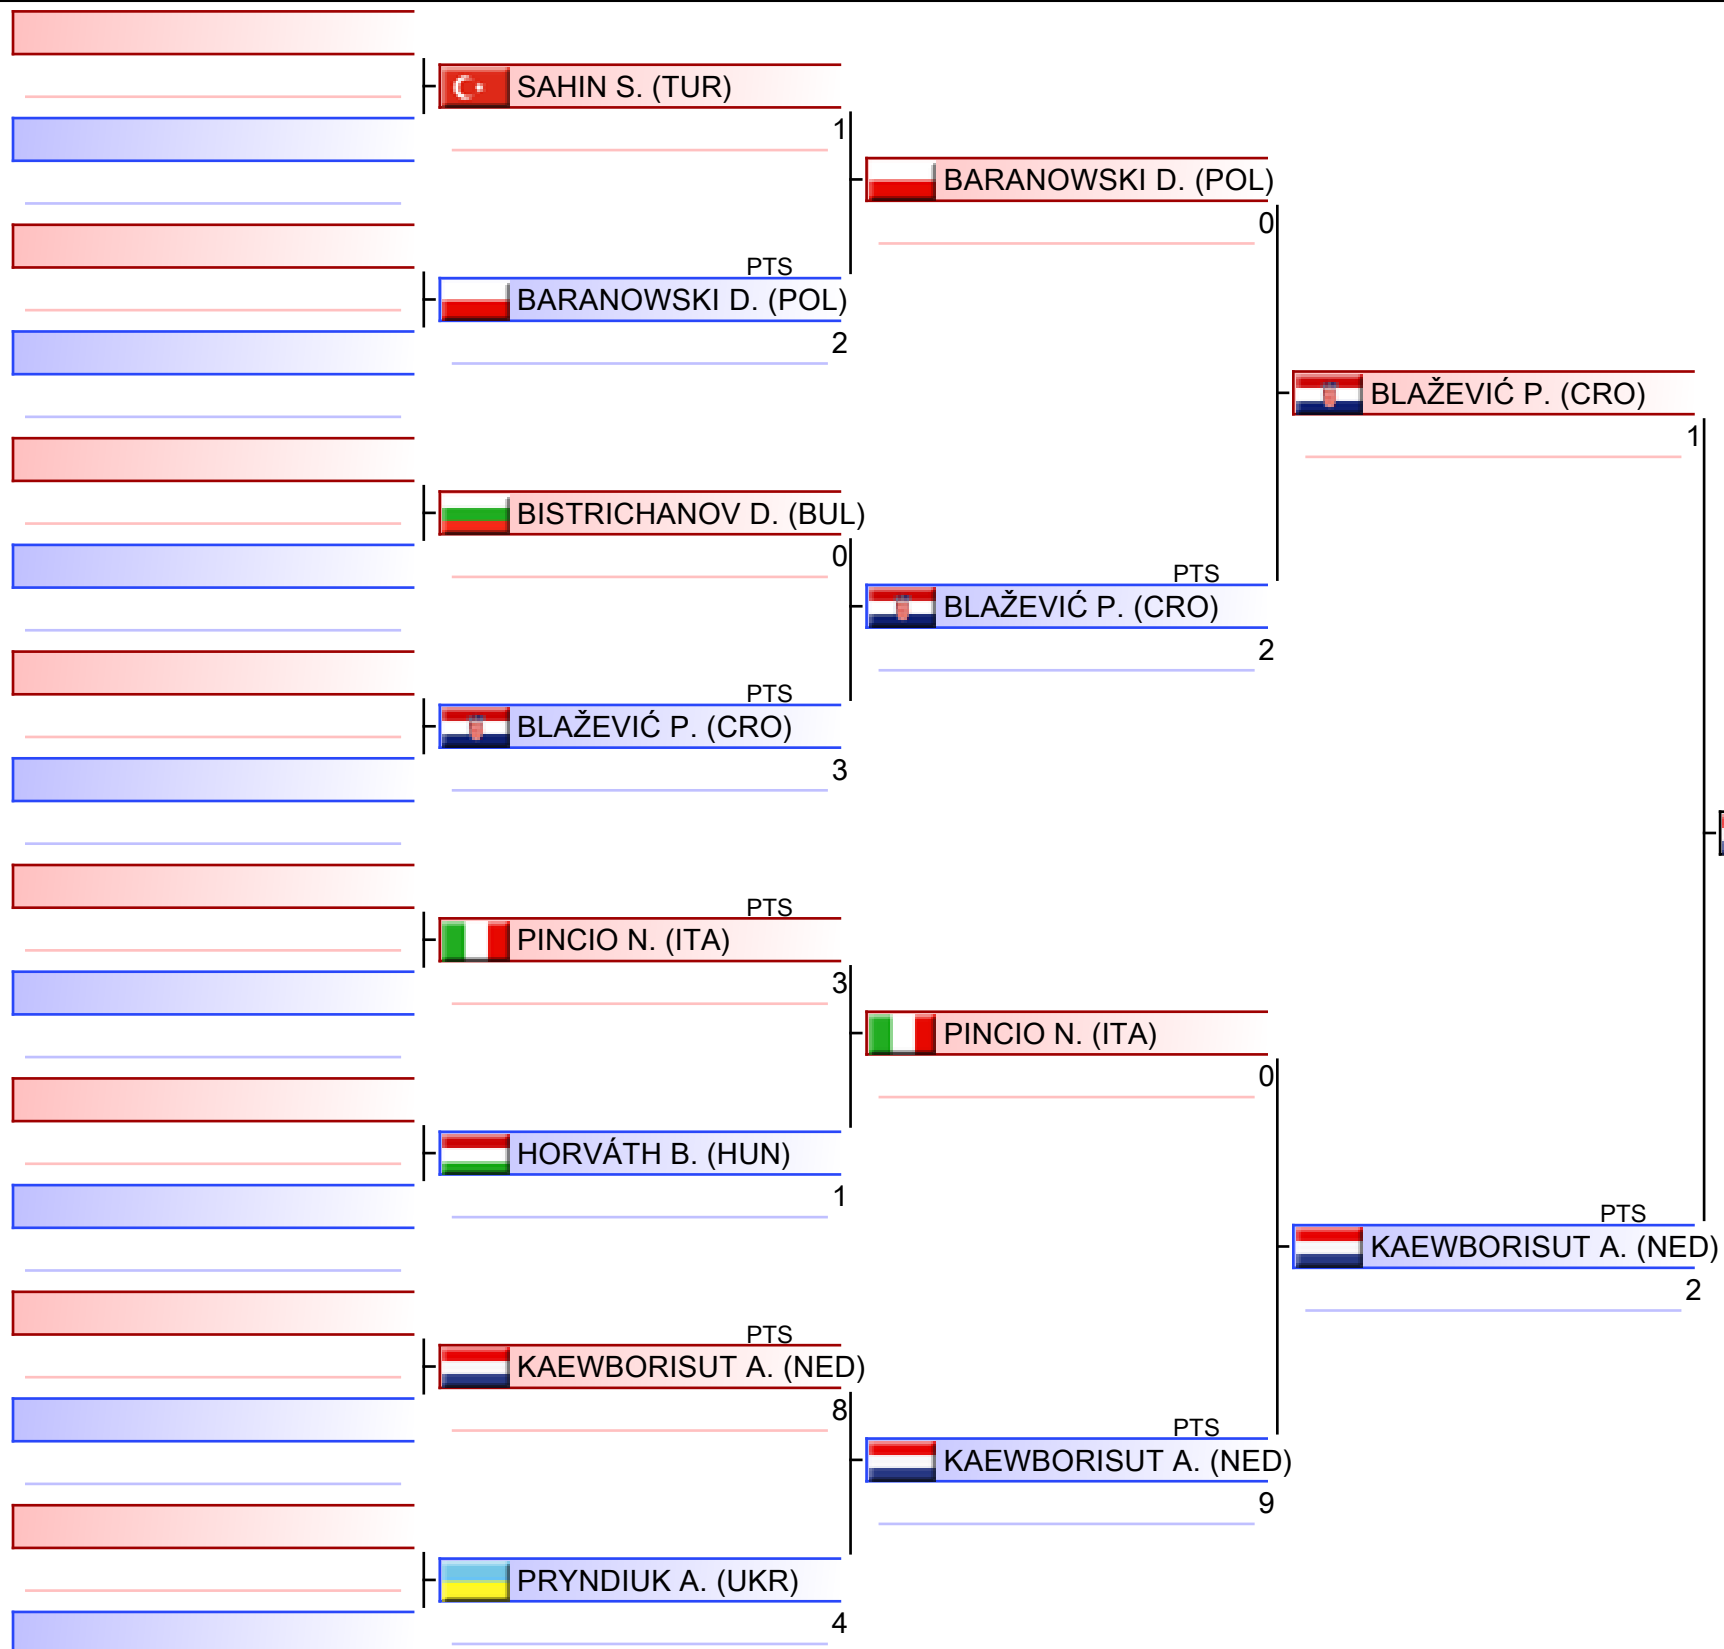 SAHIN S. (TUR)
1
PTS
BARANOWSKI D. (POL)
2
BISTRICHANOV D. (BUL)
0
PTS
BLAŽEVIĆ P. (CRO)
3
PTS
PINCIO N. (ITA)
3
HORVÁTH B. (HUN)
1
PTS
KAEWBORISUT A. (NED)
8
PRYNDIUK A. (UKR)
4
BARANOWSKI D. (POL)
0
PTS
BLAŽEVIĆ P. (CRO)
2
PINCIO N. (ITA)
0
PTS
KAEWBORISUT A. (NED)
9
BLAŽEVIĆ P. (CRO)
1
PTS
KAEWBORISUT A. (NED)
2